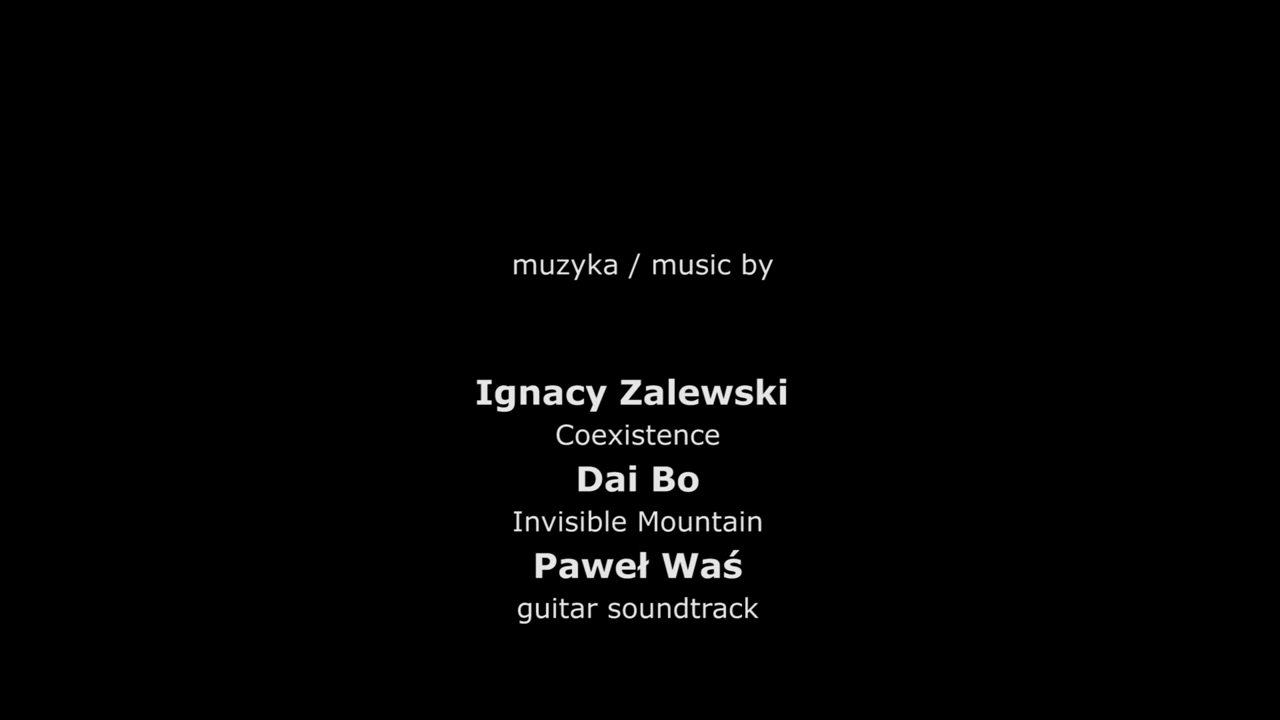 muzyka / music by
Ignacy Zalewski
Coexistence
Dai Bo
Invisible Mountain
Paweł Waś
guitar soundtrack